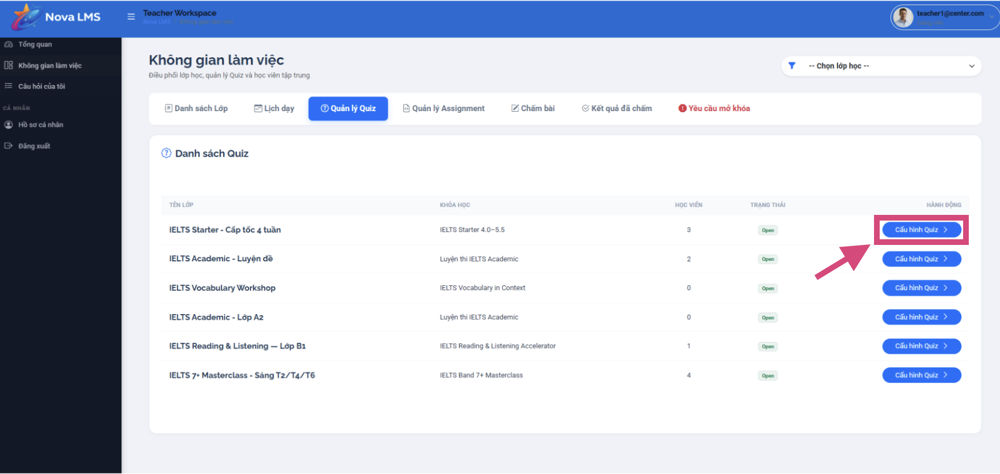 Nova LMS
Teacher Workspace
Nova LMS / Không gian làm việc
teacher1@center.com
Giảng viên
Tổng quan
Không gian làm việc
Câu hỏi của tôi
CÁ NHÂN
Hồ sơ cá nhân
Đăng xuất
Không gian làm việc
Điều phối lớp học, quản lý Quiz và học viên tập trung
-- Chọn lớp học --
Danh sách Lớp Lịch dạy Quản lý Quiz Quản lý Assignment Chấm bài Kết quả đã chấm Yêu cầu mở khóa
Danh sách Quiz
TÊN LỚP KHÓA HỌC HỌC VIÊN TRẠNG THÁI HÀNH ĐỘNG
IELTS Starter - Cấp tốc 4 tuần IELTS Starter 4.0–5.5 3 Open Cấu hình Quiz
IELTS Academic - Luyện đề Luyện thi IELTS Academic 2 Open Cấu hình Quiz
IELTS Vocabulary Workshop IELTS Vocabulary in Context 0 Open Cấu hình Quiz
IELTS Academic - Lớp A2 Luyện thi IELTS Academic 0 Open Cấu hình Quiz
IELTS Reading & Listening — Lớp B1 IELTS Reading & Listening Accelerator 1 Open Cấu hình Quiz
IELTS 7+ Masterclass - Sáng T2/T4/T6 IELTS Band 7+ Masterclass 4 Open Cấu hình Quiz